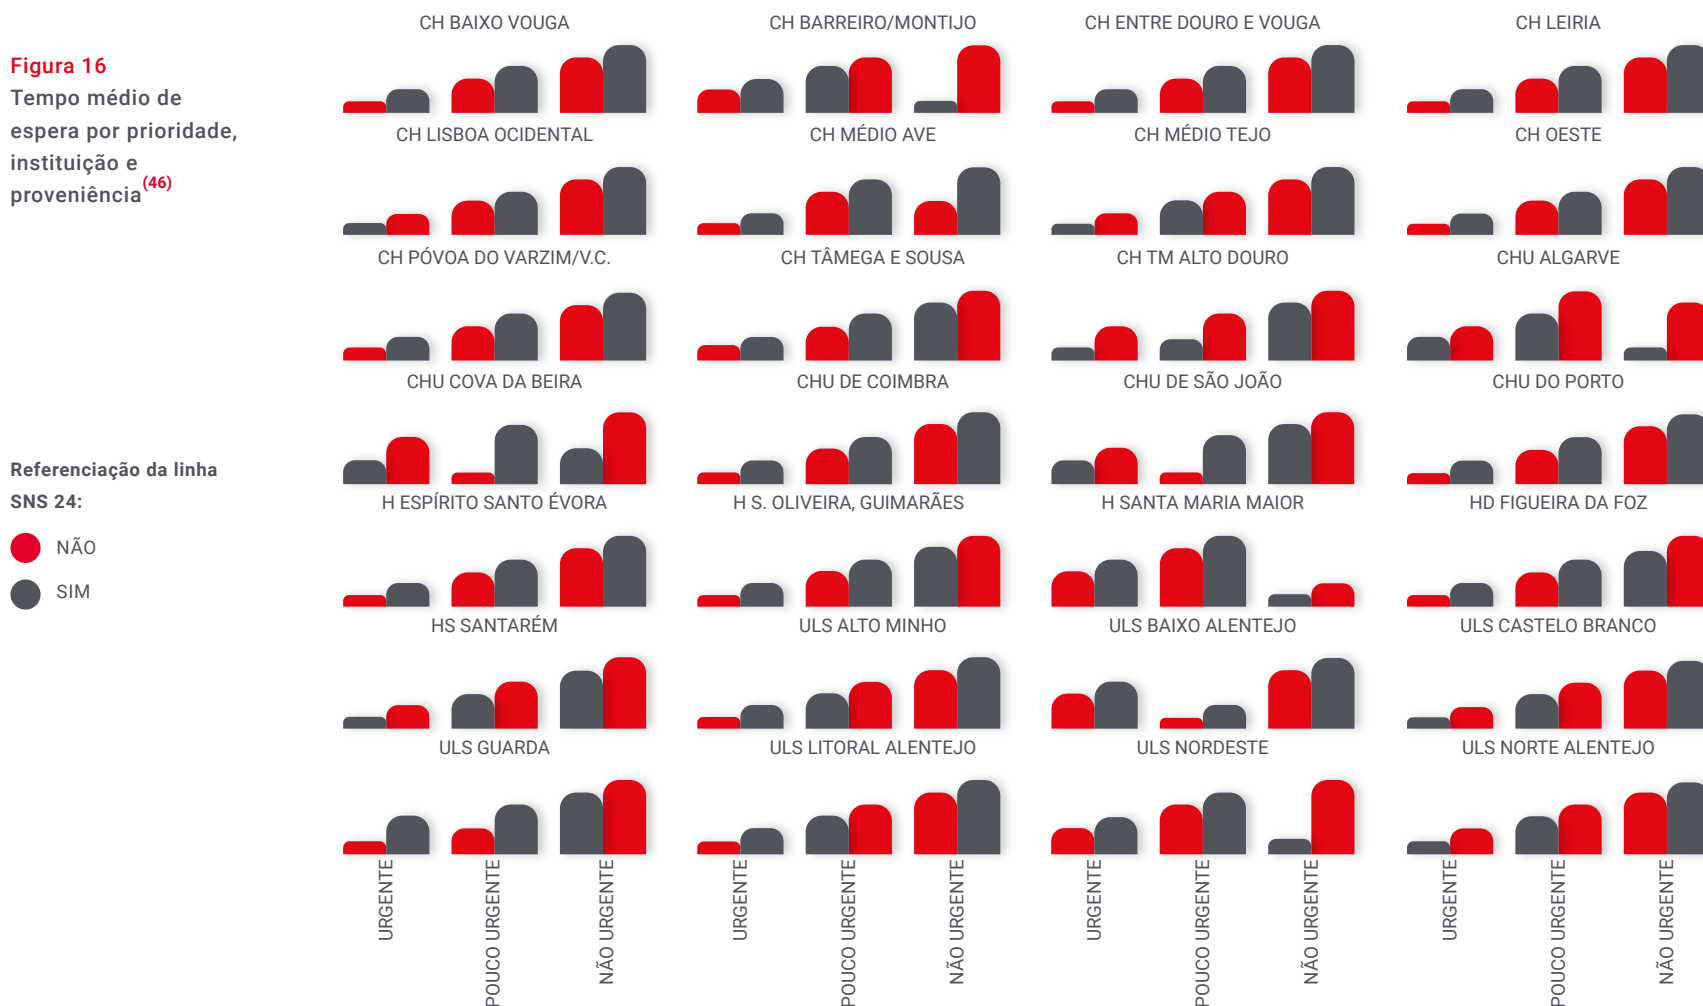 Figura 16
Tempo médio de
espera por prioridade,
instituição e
proveniência(46)
Referenciação da linha
SNS 24:
NÃO
SIM
CH BAIXO VOUGA
CH BARREIRO/MONTIJO
CH ENTRE DOURO E VOUGA
CH LEIRIA
CH LISBOA OCIDENTAL
CH MÉDIO AVE
CH MÉDIO TEJO
CH OESTE
CH PÓVOA DO VARZIM/V.C.
CH TÂMEGA E SOUSA
CH TM ALTO DOURO
CHU ALGARVE
CHU COVA DA BEIRA
CHU DE COIMBRA
CHU DE SÃO JOÃO
CHU DO PORTO
H ESPÍRITO SANTO ÉVORA
H S. OLIVEIRA, GUIMARÃES
H SANTA MARIA MAIOR
HD FIGUEIRA DA FOZ
HS SANTARÉM
ULS ALTO MINHO
ULS BAIXO ALENTEJO
ULS CASTELO BRANCO
ULS GUARDA
ULS LITORAL ALENTEJO
ULS NORDESTE
ULS NORTE ALENTEJO
URGENTE
POUCO URGENTE
NÃO URGENTE
URGENTE
POUCO URGENTE
NÃO URGENTE
URGENTE
POUCO URGENTE
NÃO URGENTE
URGENTE
POUCO URGENTE
NÃO URGENTE